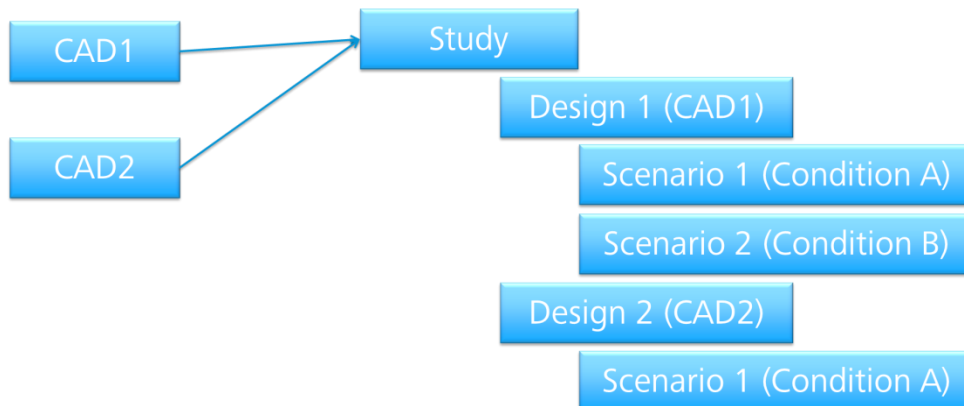 CAD1
Study
Design 1 (CAD1)
CAD2
Scenario 1 (Condition A)
Scenario 2 (Condition B)
Design 2 (CAD2)
Scenario 1 (Condition A)